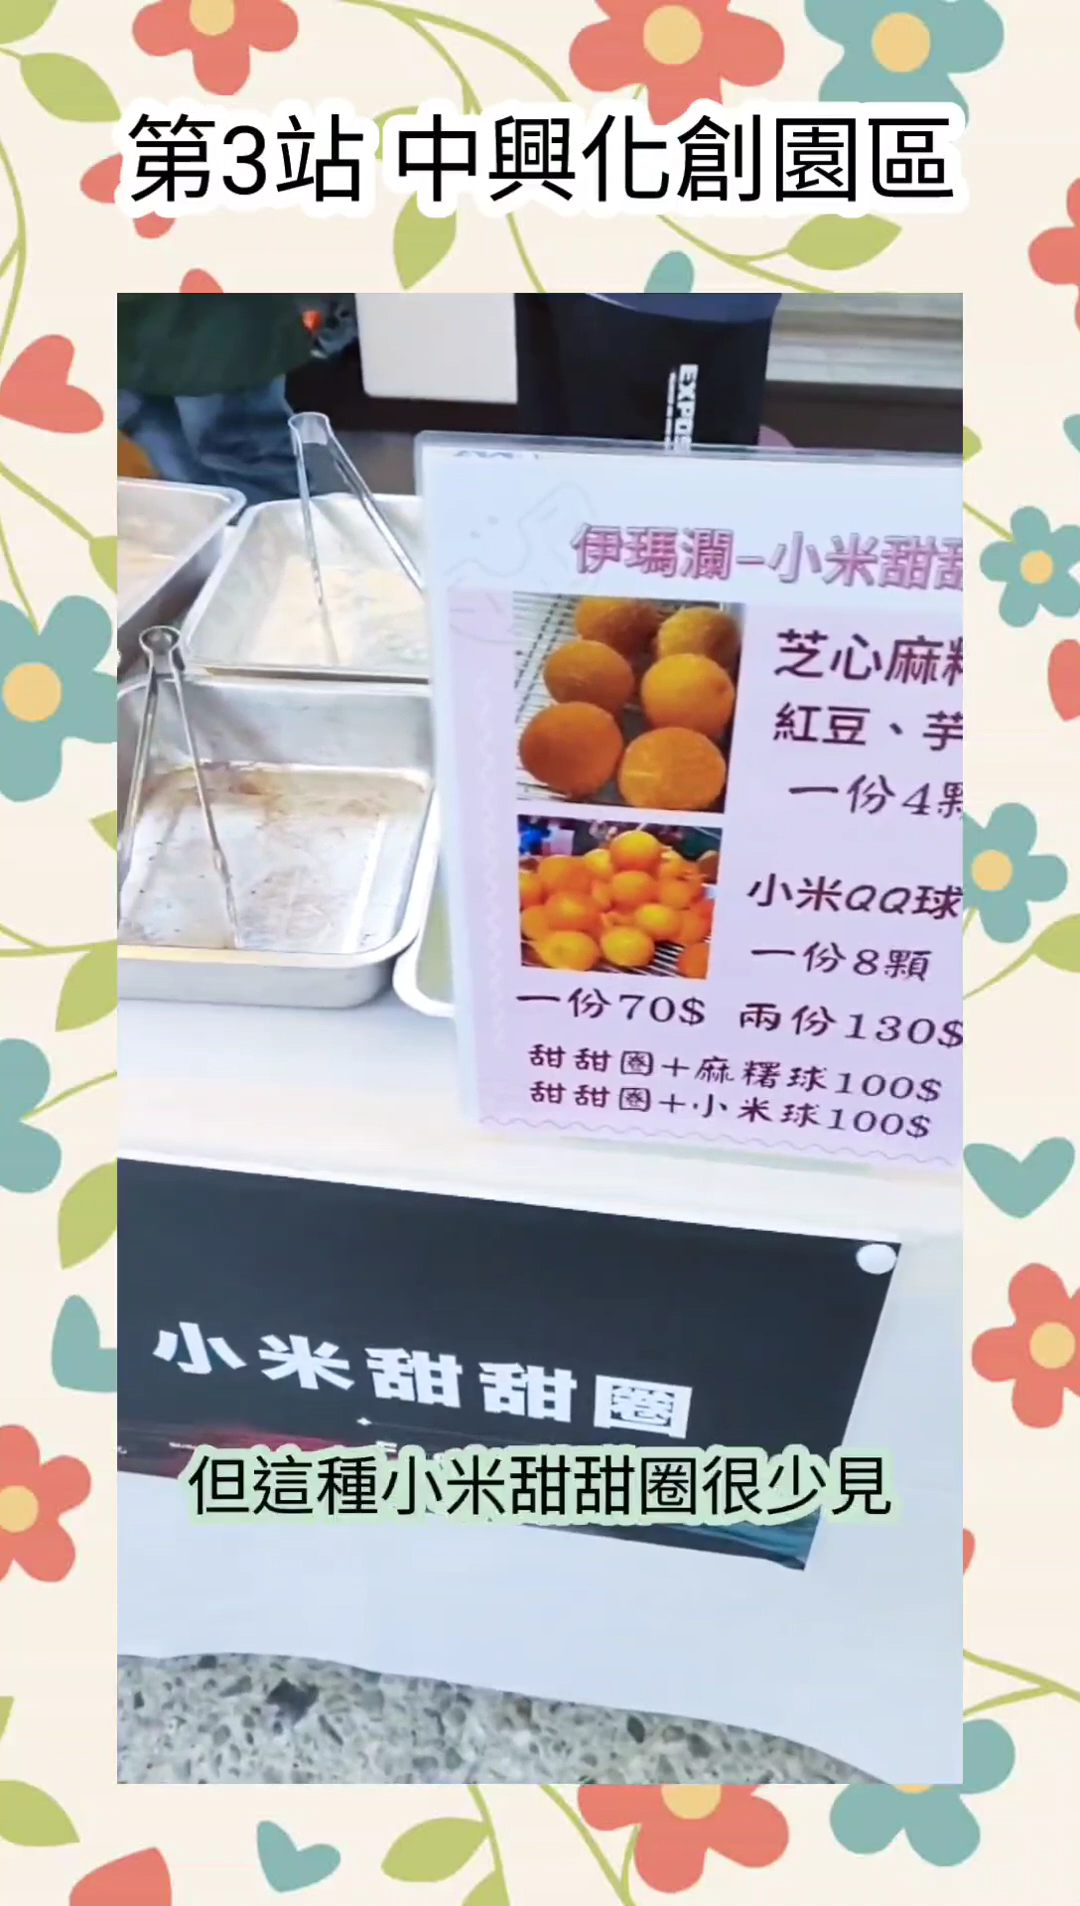 第3站 中興化創園區
EXPOS
伊瑪瀾–小米甜甜
芝心麻糬
紅豆、芋
一份4顆
小米QQ球
一份8顆
一份70$ 兩份130$
甜甜圈+麻糬球100$
甜甜圈+小米球100$
小米甜甜圈
但這種小米甜甜圈很少見